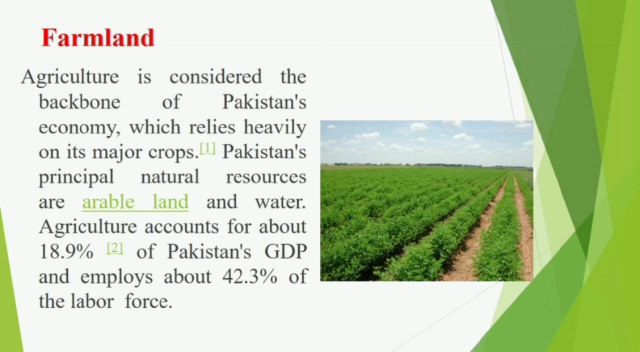 Farmland
Agriculture is considered the
backbone of Pakistan's
economy, which relies heavily
on its major crops.[1] Pakistan's
principal natural resources
are arable land and water.
Agriculture accounts for about
18.9% [2] of Pakistan's GDP
and employs about 42.3% of
the labor force.